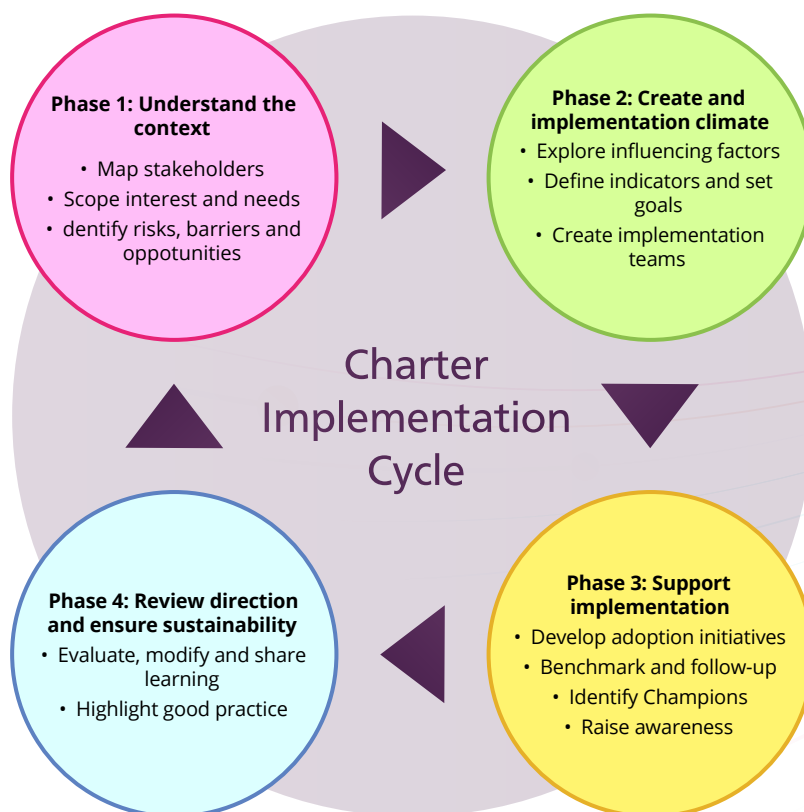 Phase 1: Understand the
context
• Map stakeholders
• Scope interest and needs
• dentify risks, barriers and
oppotunities
Phase 2: Create and
implementation climate
• Explore influencing factors
• Define indicators and set
goals
• Create implementation
teams
Charter
Implementation
Cycle
Phase 4: Review direction
and ensure sustainability
• Evaluate, modify and share
learning
• Highlight good practice
Phase 3: Support
implementation
• Develop adoption initiatives
• Benchmark and follow-up
• Identify Champions
• Raise awareness